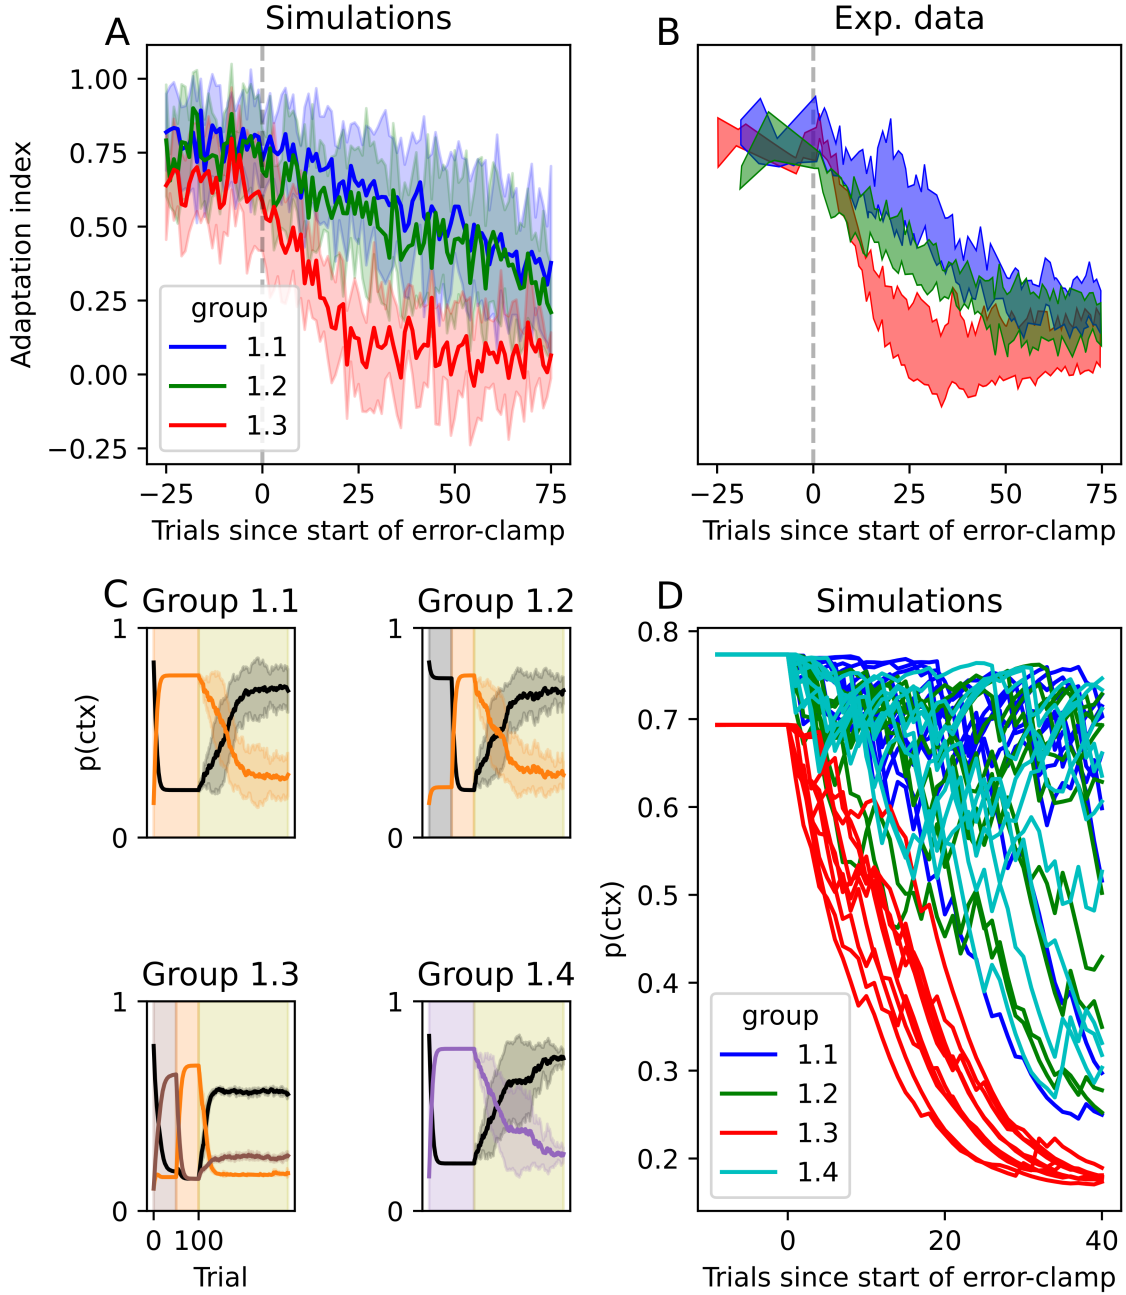 A
Simulations
1.00
0.75
0.50
0.25
0.00
−0.25
Adaptation index
group
1.1
1.2
1.3
−25 0 25 50 75
Trials since start of error-clamp
B
Exp. data
−25 0 25 50 75
Trials since start of error-clamp
C
Group 1.1
1
0
p(ctx)
Group 1.2
1
0
Group 1.3
1
0
0 100
Trial
Group 1.4
1
0
D
Simulations
0.8
0.7
0.6
0.5
0.4
0.3
0.2
p(ctx)
group
1.1
1.2
1.3
1.4
0 20 40
Trials since start of error-clamp